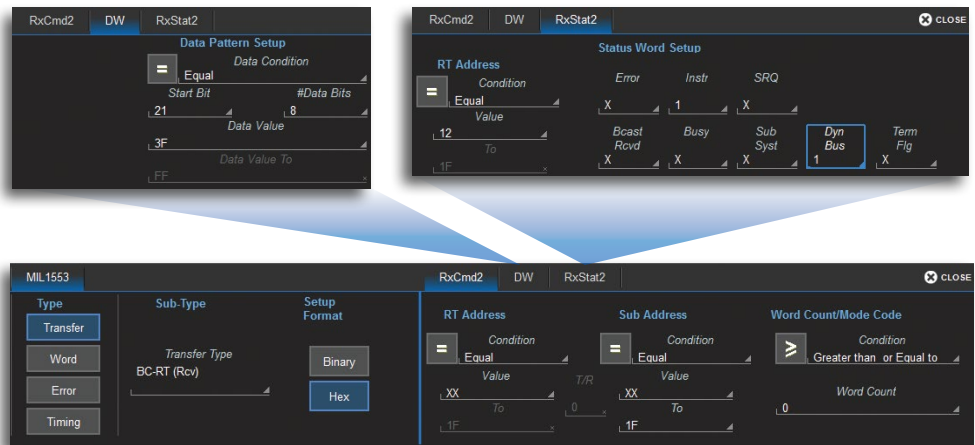 RxCmd2 DW RxStat2
Data Pattern Setup
Data Condition
= Equal
Start Bit #Data Bits
21 8
Data Value
3F
Data Value To
FF
RxCmd2 DW RxStat2 CLOSE
Status Word Setup
RT Address
Condition
= Equal
Value
12
To
1F
Error Instr SRQ
X 1 X
Bcast Rcvd Busy Sub Syst Dyn Bus Term Flg
X X X 1 X
MIL1553
Type
Transfer
Word
Error
Timing
Sub-Type
Transfer Type
BC-RT (Rcv)
Setup
Format
Binary
Hex
RxCmd2 DW RxStat2 CLOSE
RT Address
Condition
= Equal
Value
XX
To
1F
T/R
0
Sub Address
Condition
= Equal
Value
XX
To
1F
Word Count/Mode Code
Condition
≥ Greater than or Equal to
Word Count
0